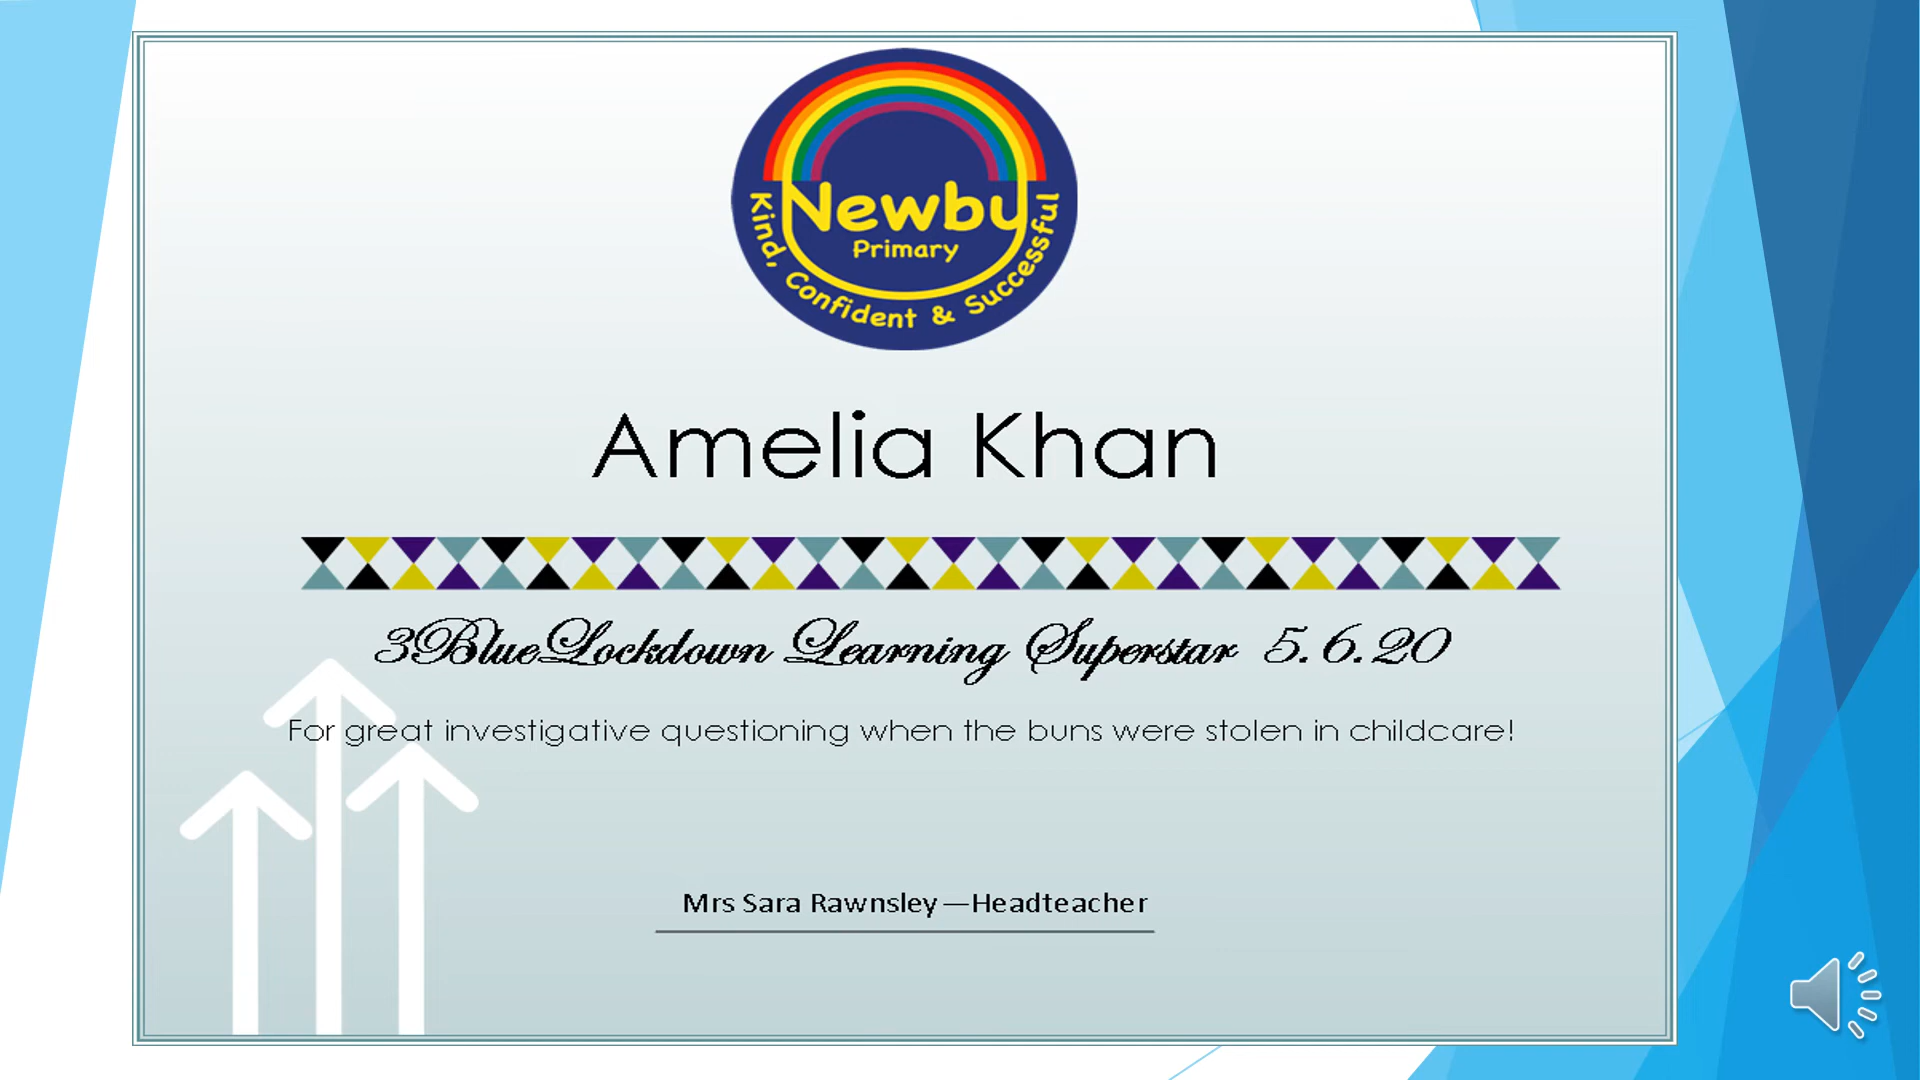 Newby
Primary
Kind, Confident & Successful
Amelia Khan
3BlueLockdown Learning Superstar 5.6.20
For great investigative questioning when the buns were stolen in childcare!
Mrs Sara Rawnsley—Headteacher